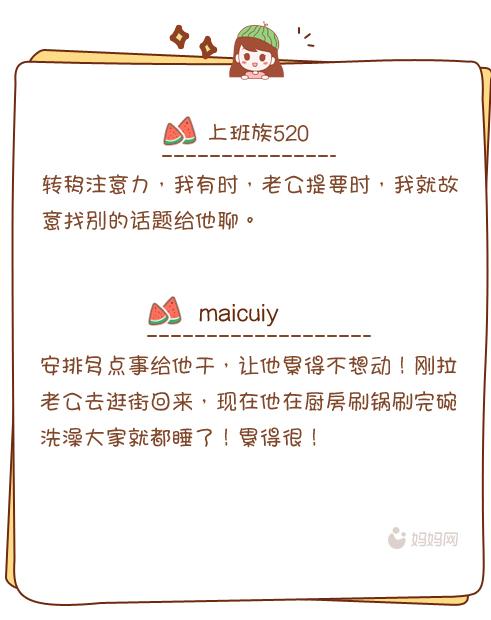 上班族520
转移注意力，我有时，老公提要时，我就故
意找别的话题给他聊。
maicuiy
安排多点事给他干，让他累得不想动！刚拉
老公去逛街回来，现在他在厨房刷锅刷完碗
洗澡大家就都睡了！累得很！
妈妈网